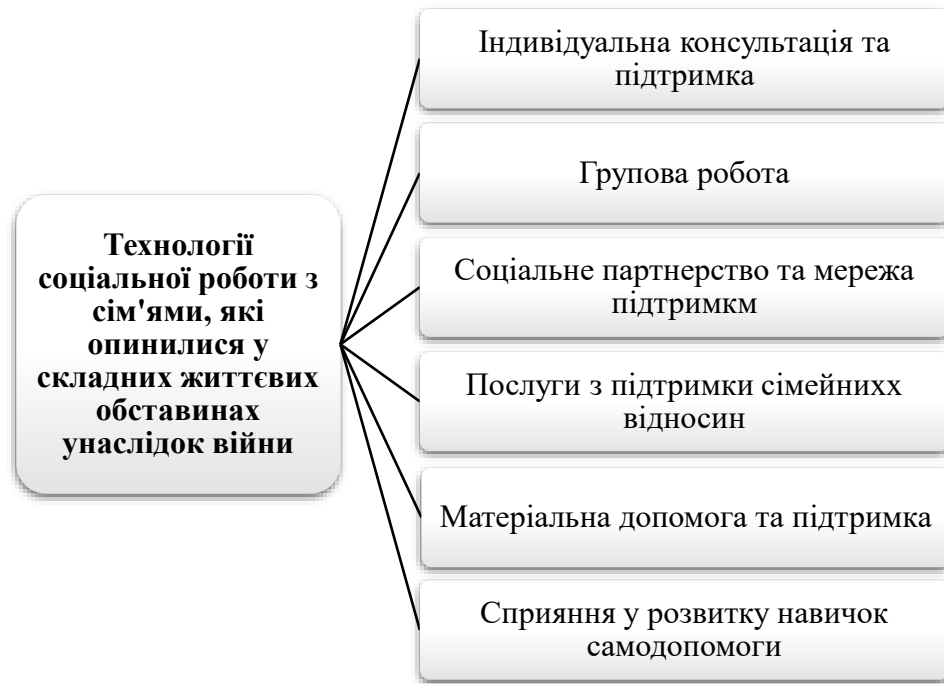 Технології
соціальної роботи з
сім'ями, які
опинилися у
складних життєвих
обставинах
унаслідок війни
Індивідуальна консультація та
підтримка
Групова робота
Соціальне партнерство та мережа
підтримкм
Послуги з підтримки сімейнихх
відносин
Матеріальна допомога та підтримка
Сприяння у розвитку навичок
самодопомоги